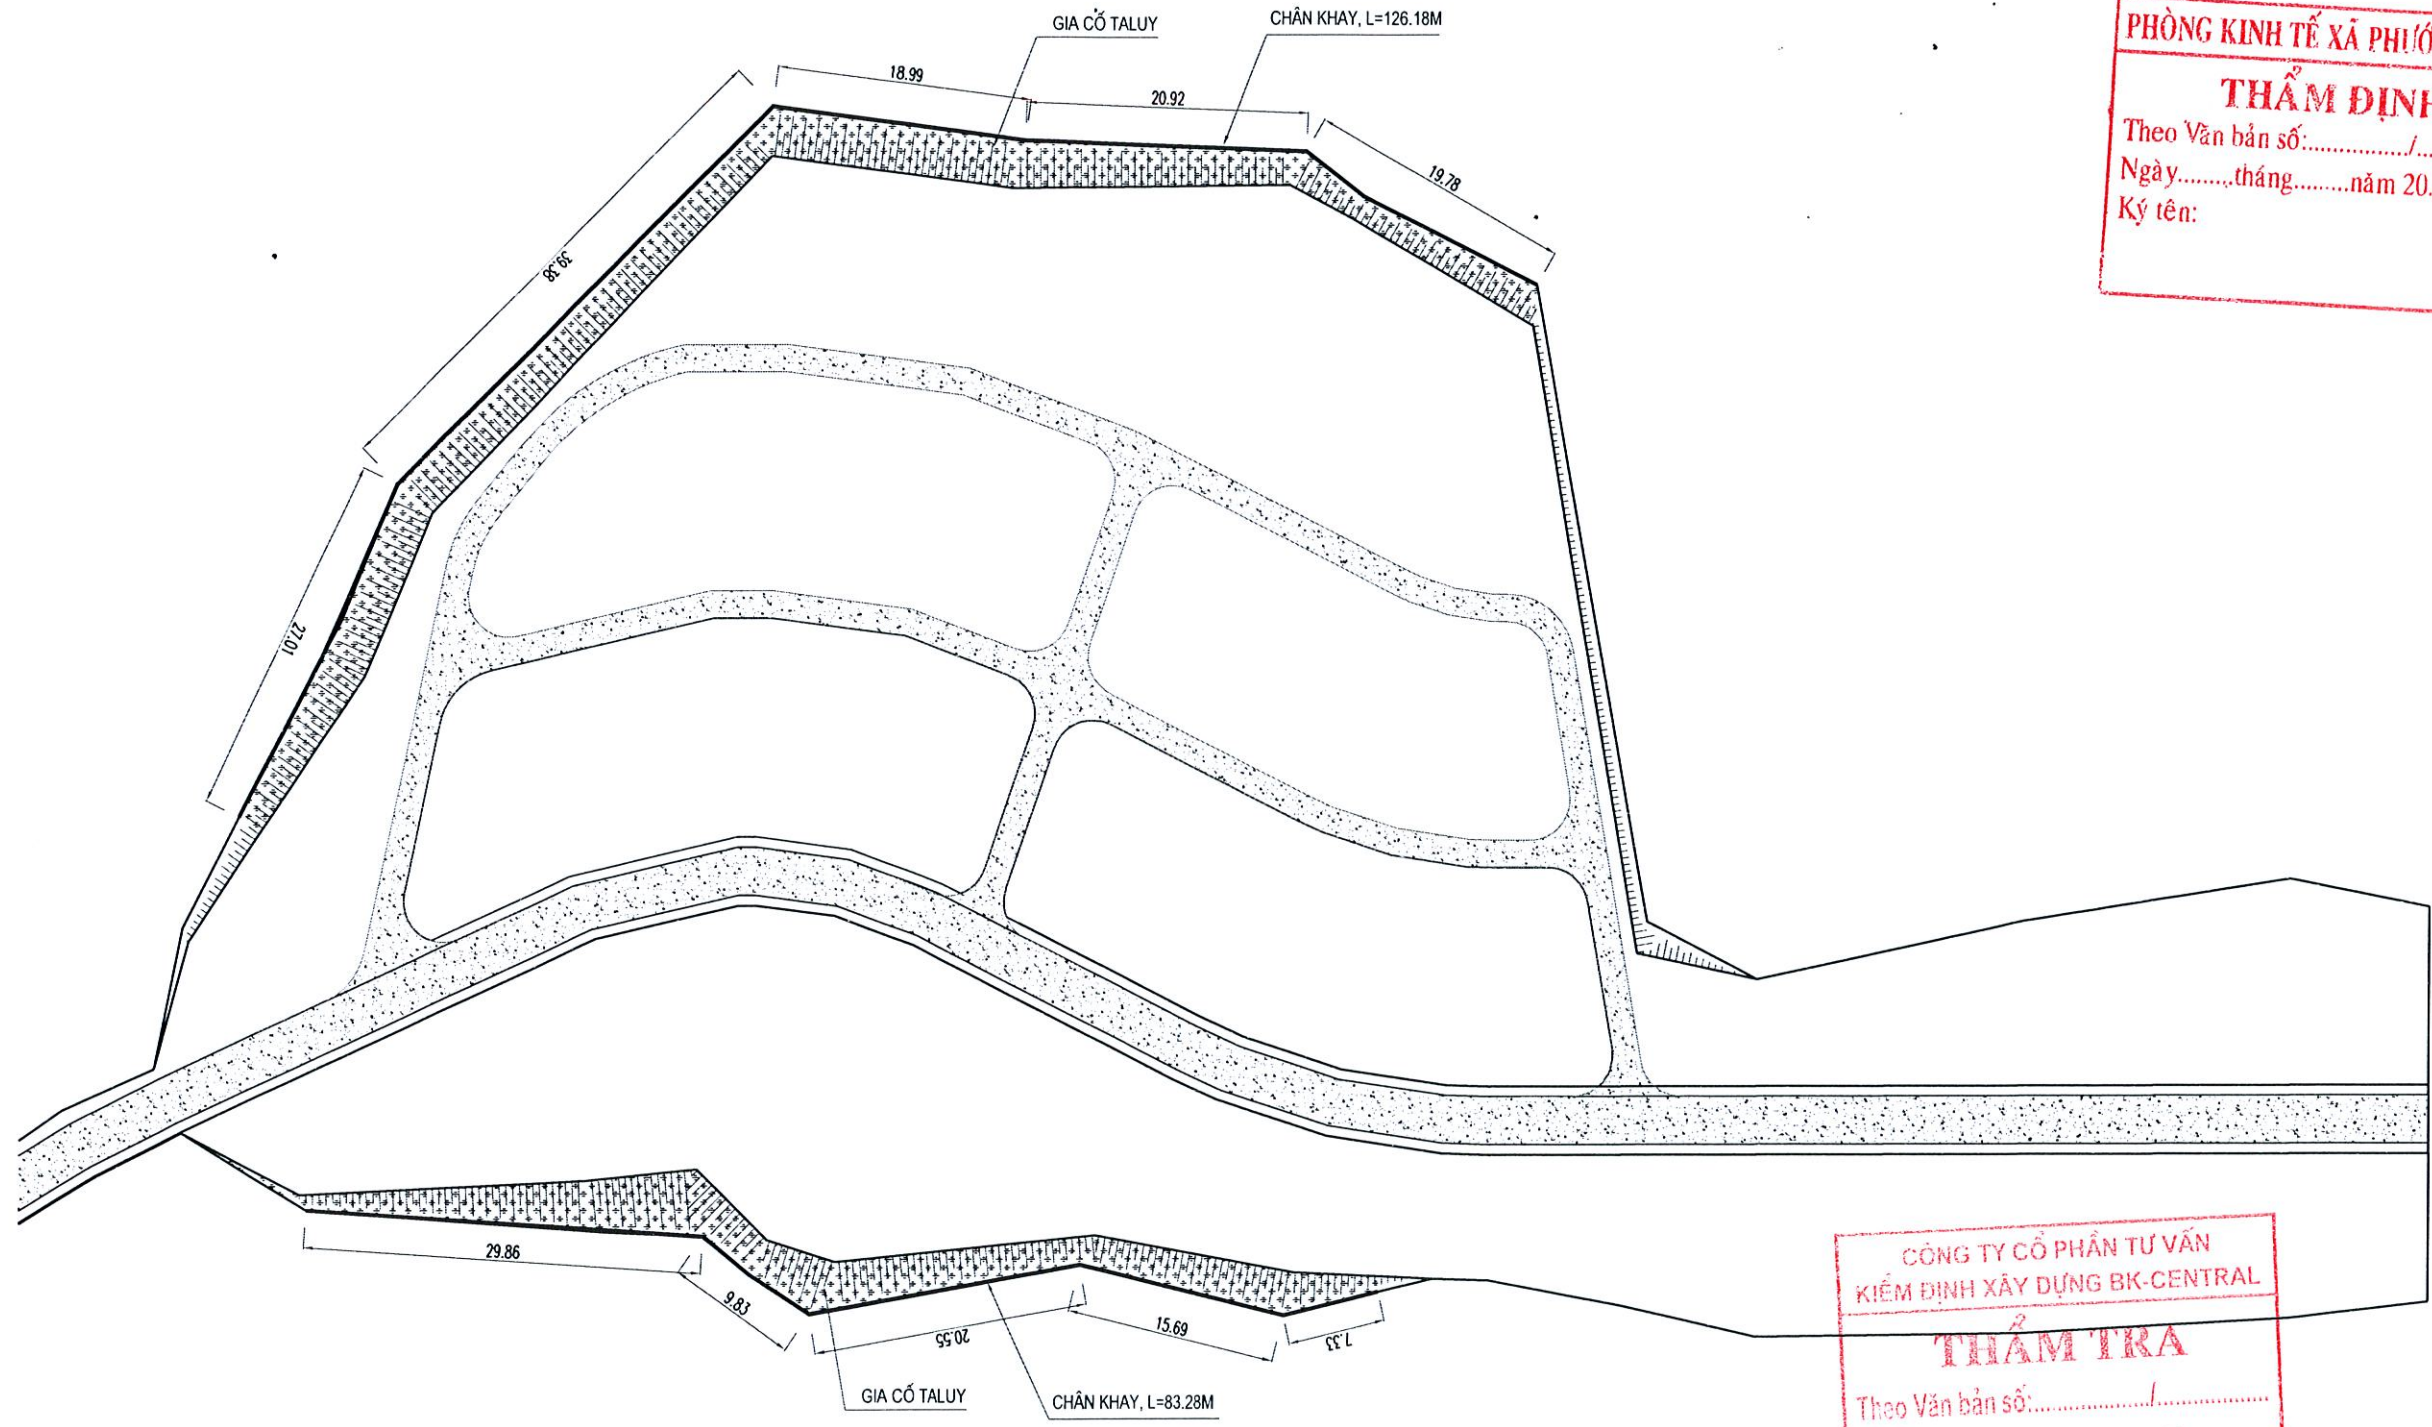 GIA CỐ TALUY
CHÂN KHAY, L=126.18M
18.99
20.92
19.78
39.38
27.01
29.86
9.83
20.55
15.69
7.33
GIA CỐ TALUY
CHÂN KHAY, L=83.28M
PHÒNG KINH TẾ XÃ
THẨM ĐỊNH
Theo Văn bản số:................/...
Ngày.........tháng.........năm 20.
Ký tên:
CÔNG TY CỔ PHẦN TƯ VẤN
KIỂM ĐỊNH XÂY DỰNG BK-CENTRAL
THẨM TRA
Theo Văn bản số:..................../...................